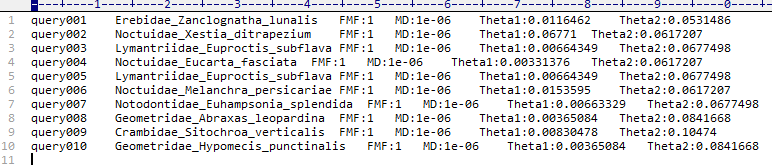 ----+----1----+----2----+----3----+----4----+----5----+----6----+----7----+----8----+----9----+----0----+--
1 query001 Erebidae_Zanclognatha_lunalis FMF:1 MD:1e-06 Theta1:0.0116462 Theta2:0.0531486
2 query002 Noctuidae_Xestia_ditrapezium FMF:1 MD:1e-06 Theta1:0.06771 Theta2:0.0617207
3 query003 Lymantriidae_Euproctis_subflava FMF:1 MD:1e-06 Theta1:0.00664349 Theta2:0.0677498
4 query004 Noctuidae_Eucarta_fasciata FMF:1 MD:1e-06 Theta1:0.00331376 Theta2:0.0617207
5 query005 Lymantriidae_Euproctis_subflava FMF:1 MD:1e-06 Theta1:0.00664349 Theta2:0.0677498
6 query006 Noctuidae_Melanchra_persicariae FMF:1 MD:1e-06 Theta1:0.0153595 Theta2:0.0617207
7 query007 Notodontidae_Euhampsonia_splendida FMF:1 MD:1e-06 Theta1:0.00663329 Theta2:0.0677498
8 query008 Geometridae_Abraxas_leopardina FMF:1 MD:1e-06 Theta1:0.00365084 Theta2:0.0841668
9 query009 Crambidae_Sitochroa_verticalis FMF:1 MD:1e-06 Theta1:0.00830478 Theta2:0.10474
10 query010 Geometridae_Hypomecis_punctinalis FMF:1 MD:1e-06 Theta1:0.00365084 Theta2:0.0841668
11